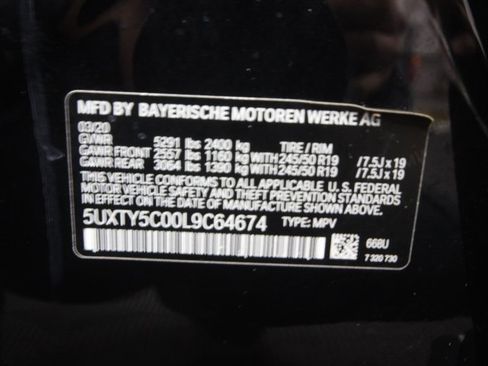 MFD BY BAYERISCHE MOTOREN WERKE AG
03/20
GVWR 5291 lbs 2400 kg TIRE / RIM
GAWR FRONT 2557 lbs 1160 kg WITH 245/50 R19 / 7.5J x 19
GAWR REAR 3064 lbs 1390 kg WITH 245/50 R19 / 7.5J x 19
THIS VEHICLE CONFORMS TO ALL APPLICABLE U. S. FEDERAL
MOTOR VEHICLE SAFETY AND THEFT PREVENTION STANDARDS
IN EFFECT ON THE DATE OF MANUFACTURE SHOWN ABOVE.
5UXTY5C00L9C64674 TYPE: MPV
668U
7 320 730